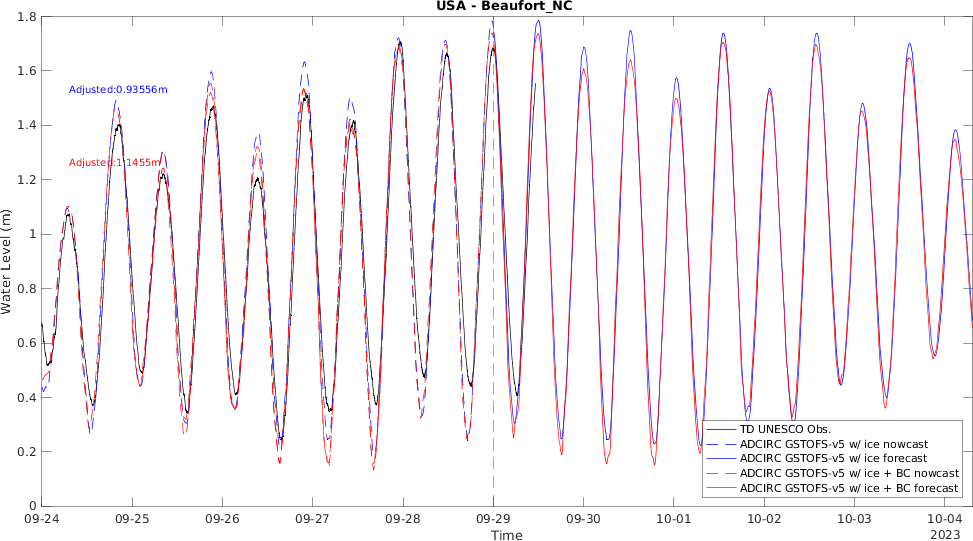 USA - Beaufort_NC
1.8
1.6
1.4
1.2
1
0.8
0.6
0.4
0.2
0
Water Level (m)
Adjusted:0.93556m
Adjusted:1.1455m
TD UNESCO Obs.
ADCIRC GSTOFS-v5 w/ ice nowcast
ADCIRC GSTOFS-v5 w/ ice forecast
ADCIRC GSTOFS-v5 w/ ice + BC nowcast
ADCIRC GSTOFS-v5 w/ ice + BC forecast
09-24 09-25 09-26 09-27 09-28 09-29 09-30 10-01 10-02 10-03 10-04
Time
2023